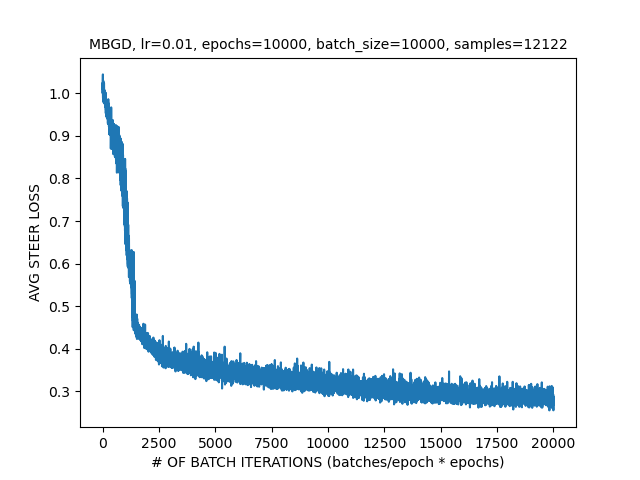 MBGD, lr=0.01, epochs=10000, batch_size=10000, samples=12122
AVG STEER LOSS
1.0
0.9
0.8
0.7
0.6
0.5
0.4
0.3
0 2500 5000 7500 10000 12500 15000 17500 20000
# OF BATCH ITERATIONS (batches/epoch * epochs)